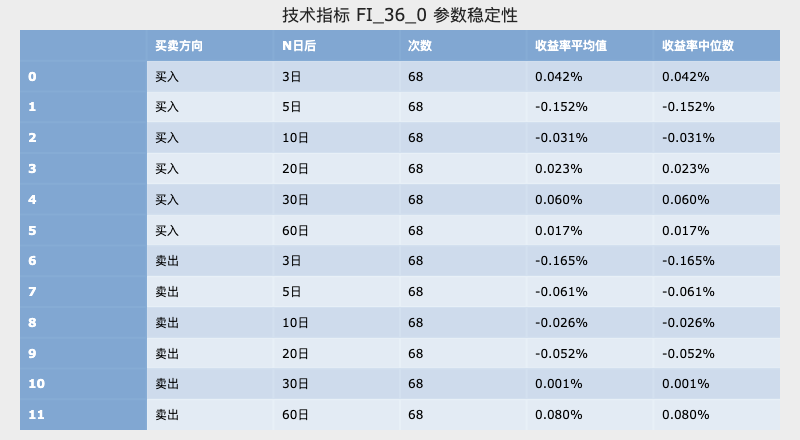 技术指标 FI_36_0 参数稳定性
买卖方向 N日后 次数 收益率平均值 收益率中位数
0 买入 3日 68 0.042% 0.042%
1 买入 5日 68 -0.152% -0.152%
2 买入 10日 68 -0.031% -0.031%
3 买入 20日 68 0.023% 0.023%
4 买入 30日 68 0.060% 0.060%
5 买入 60日 68 0.017% 0.017%
6 卖出 3日 68 -0.165% -0.165%
7 卖出 5日 68 -0.061% -0.061%
8 卖出 10日 68 -0.026% -0.026%
9 卖出 20日 68 -0.052% -0.052%
10 卖出 30日 68 0.001% 0.001%
11 卖出 60日 68 0.080% 0.080%